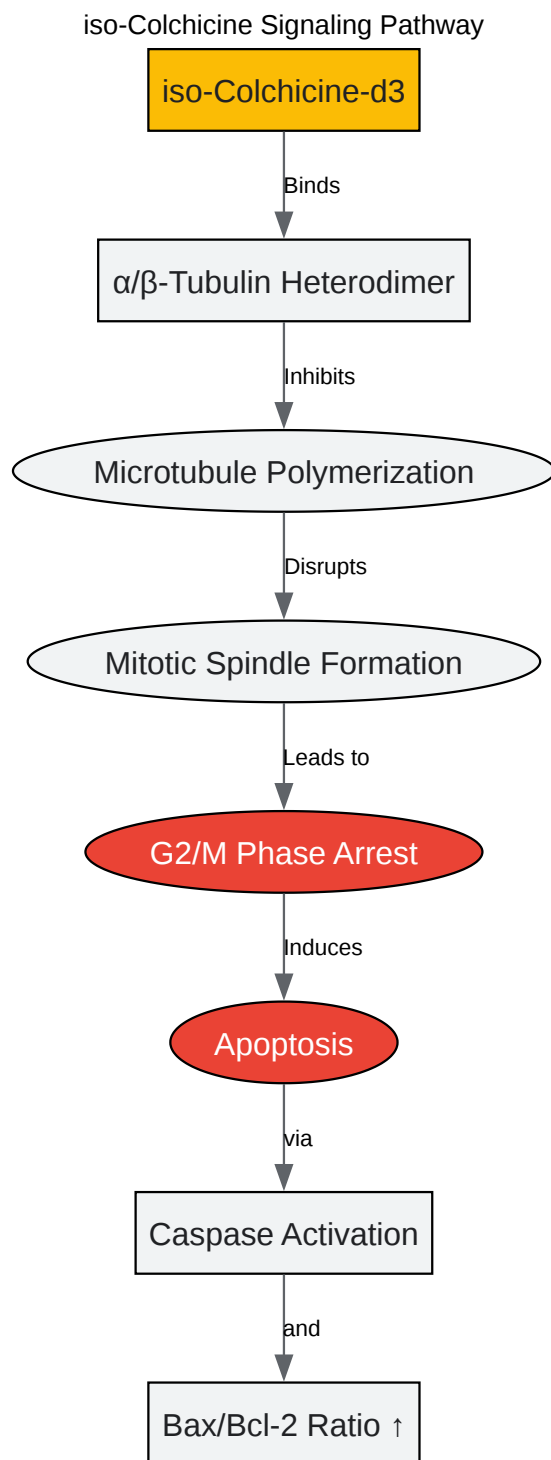 iso-Colchicine Signaling Pathway
iso-Colchicine-d3
Binds
α/β-Tubulin Heterodimer
Inhibits
Microtubule Polymerization
Disrupts
Mitotic Spindle Formation
Leads to
G2/M Phase Arrest
Induces
Apoptosis
via
Caspase Activation
and
Bax/Bcl-2 Ratio ↑